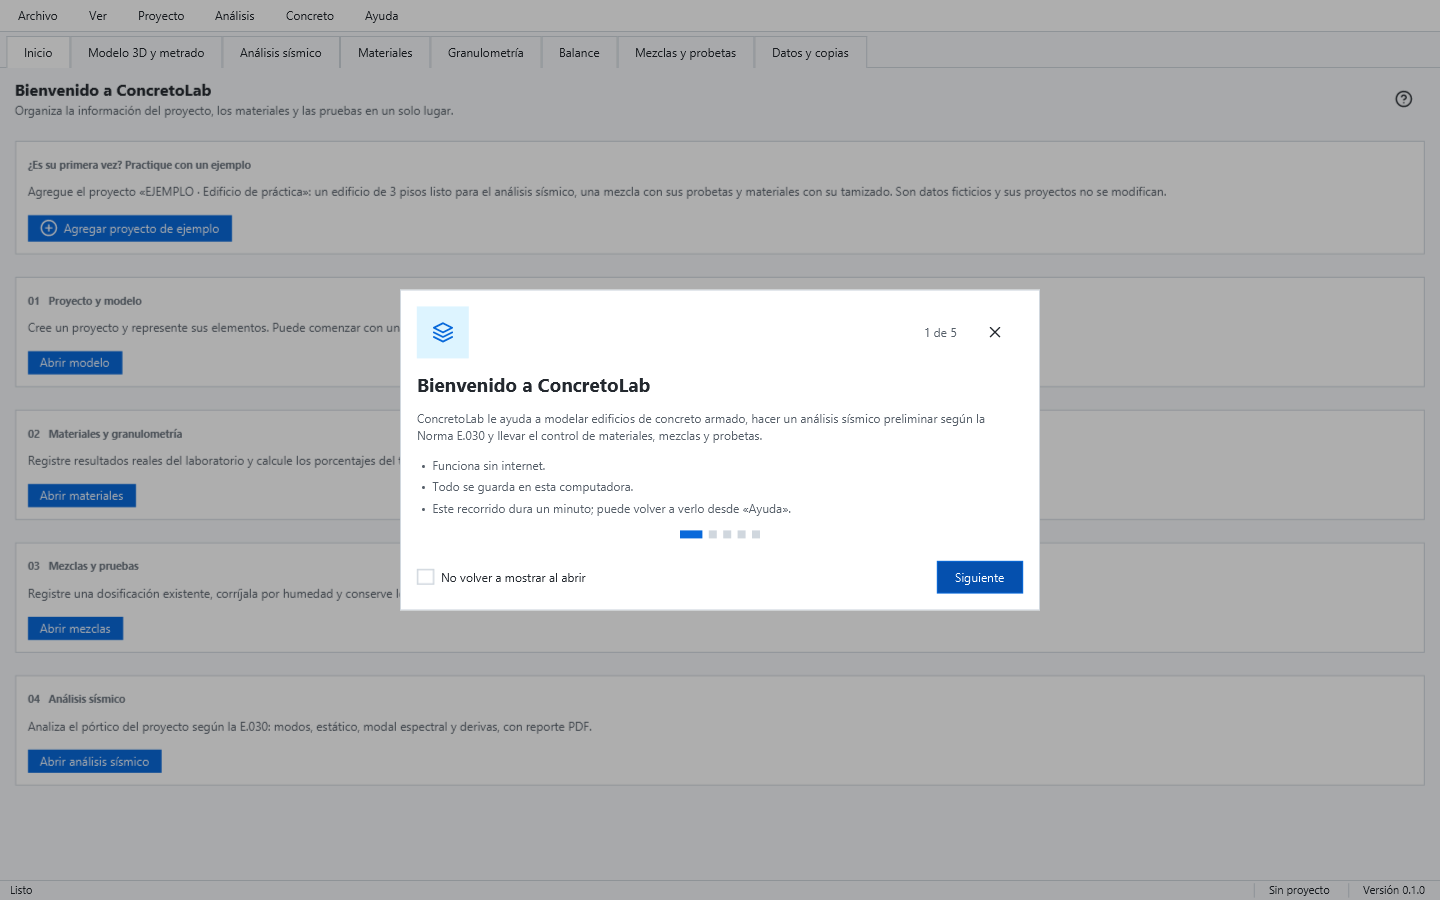 Archivo Ver Proyecto Análisis Concreto Ayuda
Inicio Modelo 3D y metrado Análisis sísmico Materiales Granulometría Balance Mezclas y probetas Datos y copias
Bienvenido a ConcretoLab
Organiza la información del proyecto, los materiales y las pruebas en un solo lugar.
¿Es su primera vez? Practique con un ejemplo
Agregue el proyecto «EJEMPLO · Edificio de práctica»: un edificio de 3 pisos listo para el análisis sísmico, una mezcla con sus probetas y materiales con su tamizado. Son datos ficticios y sus proyectos no se modifican.
Agregar proyecto de ejemplo
01 Proyecto y modelo
Cree un proyecto y represente sus elementos. Puede comenzar con un
Abrir modelo
02 Materiales y granulometría
Registre resultados reales del laboratorio y calcule los porcentajes del
Abrir materiales
03 Mezclas y pruebas
Registre una dosificación existente, corríjala por humedad y conserve
Abrir mezclas
04 Análisis sísmico
Analiza el pórtico del proyecto según la E.030: modos, estático, modal espectral y derivas, con reporte PDF.
Abrir análisis sísmico
1 de 5
Bienvenido a ConcretoLab
ConcretoLab le ayuda a modelar edificios de concreto armado, hacer un análisis sísmico preliminar según la
Norma E.030 y llevar el control de materiales, mezclas y probetas.
• Funciona sin internet.
• Todo se guarda en esta computadora.
• Este recorrido dura un minuto; puede volver a verlo desde «Ayuda».
No volver a mostrar al abrir
Siguiente
Listo
Sin proyecto
Versión 0.1.0